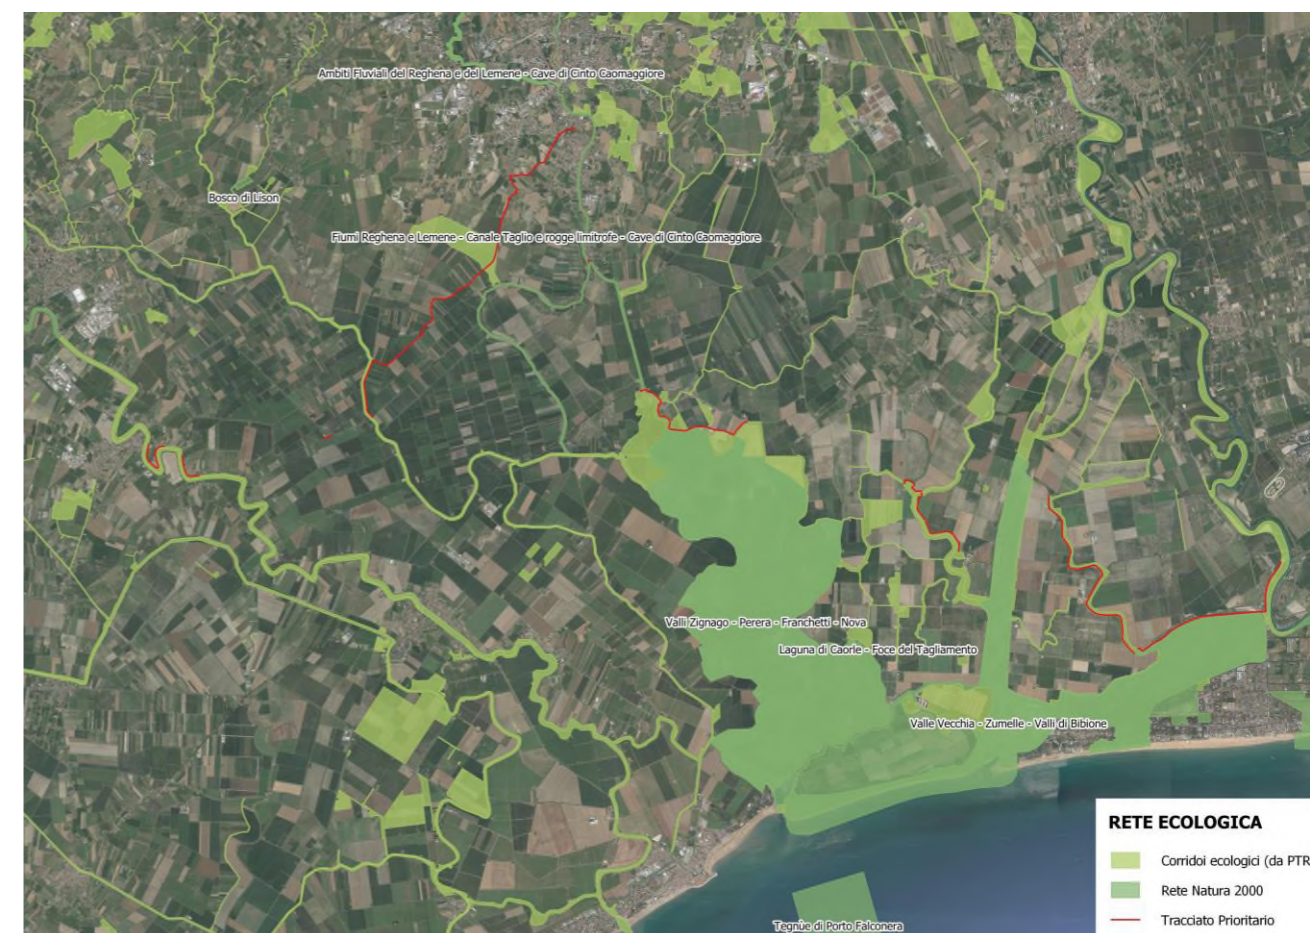 Ambiti Fluviali del Reghena e del Lemene - Cave di Cinto Caomaggiore
Bosco di Lison
Fiumi Reghena e Lemene - Canale Taglio e rogge limitrofe - Cave di Cinto Caomaggiore
Valli Zignago - Perera - Franchetti - Nova
Laguna di Caorle - Foce del Tagliamento
Valle Vecchia - Zumelle - Valli di Bibione
Tegnùe di Porto Falconera
RETE ECOLOGICA
Corridoi ecologici (da PTR
Rete Natura 2000
Tracciato Prioritario